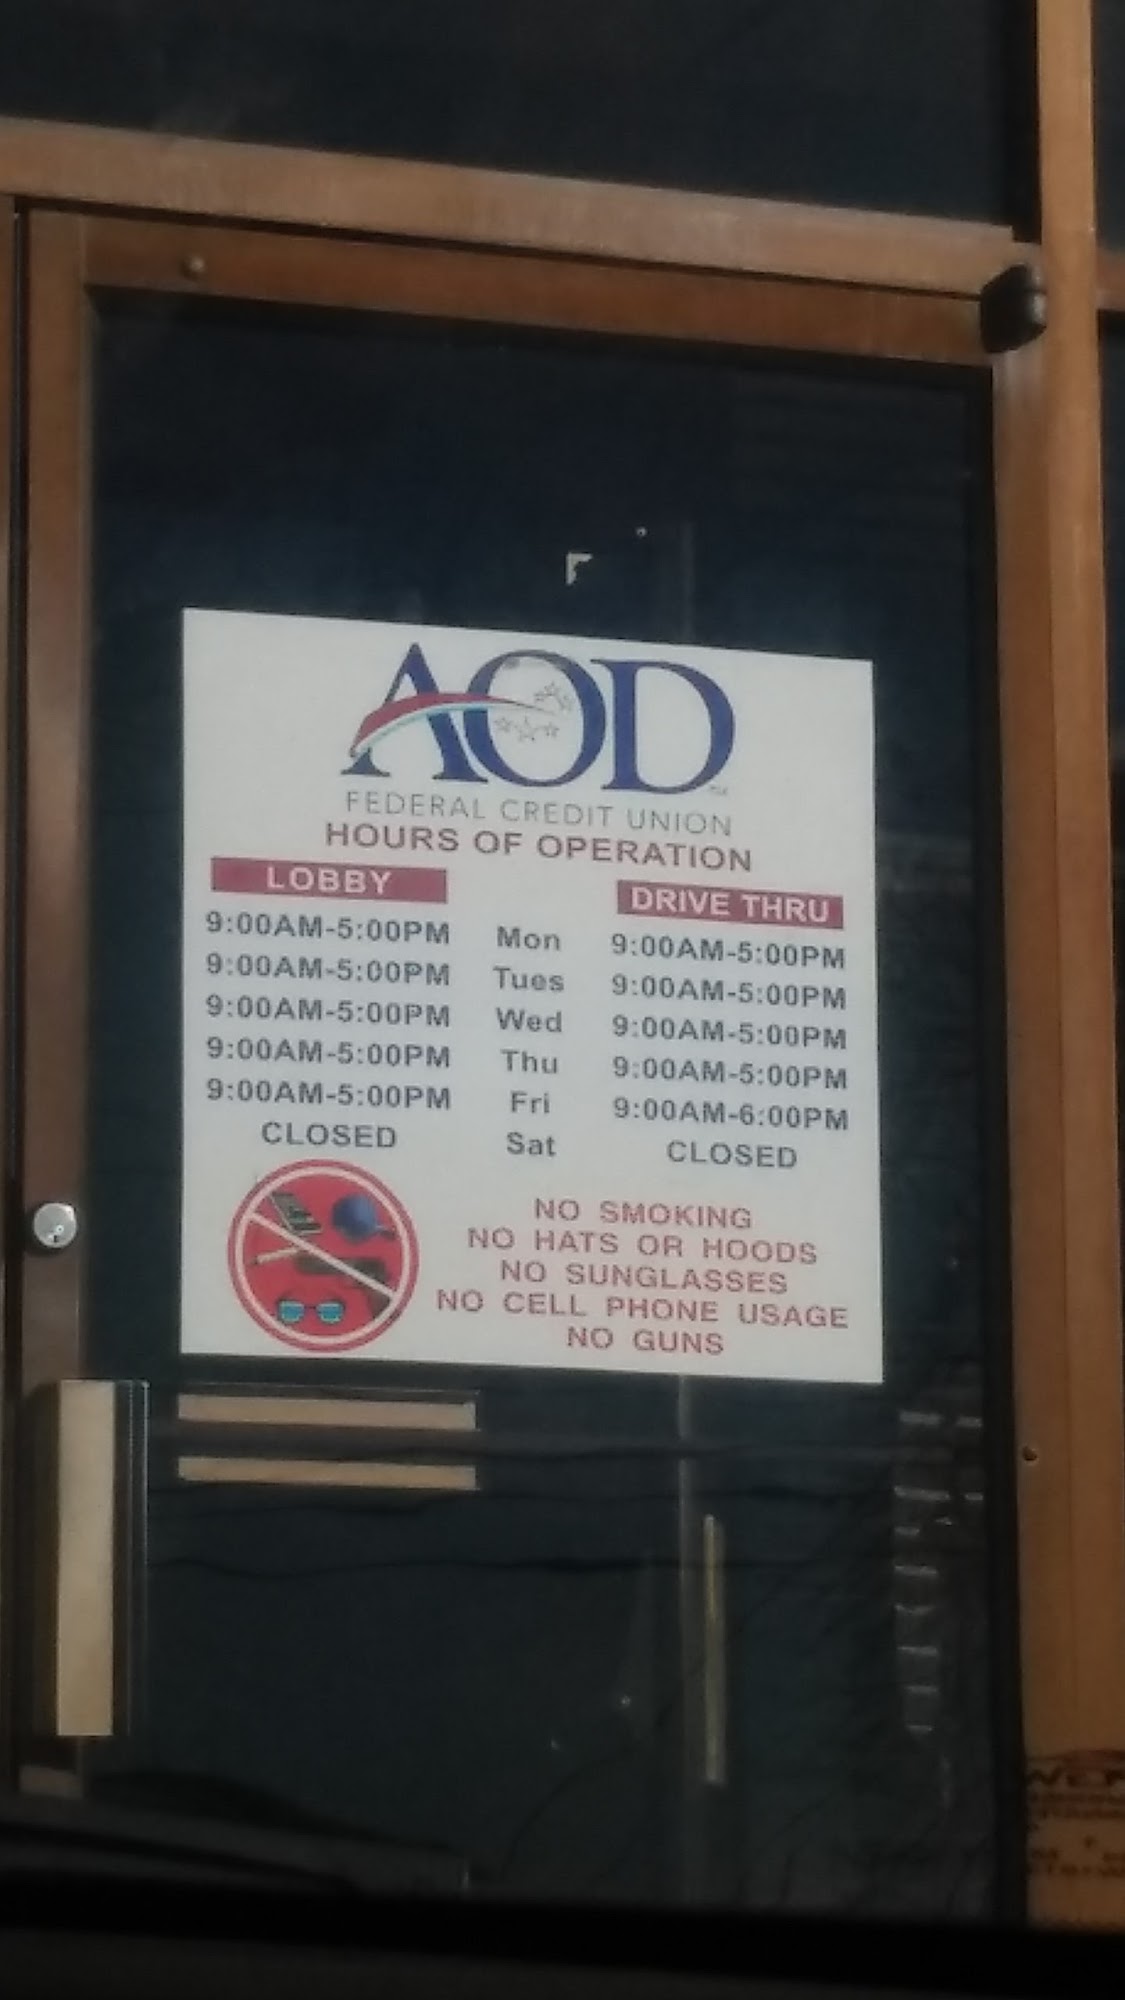 AOD
FEDERAL CREDIT UNION
HOURS OF OPERATION
LOBBY DRIVE THRU
9:00AM-5:00PM Mon 9:00AM-5:00PM
9:00AM-5:00PM Tues 9:00AM-5:00PM
9:00AM-5:00PM Wed 9:00AM-5:00PM
9:00AM-5:00PM Thu 9:00AM-5:00PM
9:00AM-5:00PM Fri 9:00AM-6:00PM
CLOSED Sat CLOSED
NO SMOKING
NO HATS OR HOODS
NO SUNGLASSES
NO CELL PHONE USAGE
NO GUNS